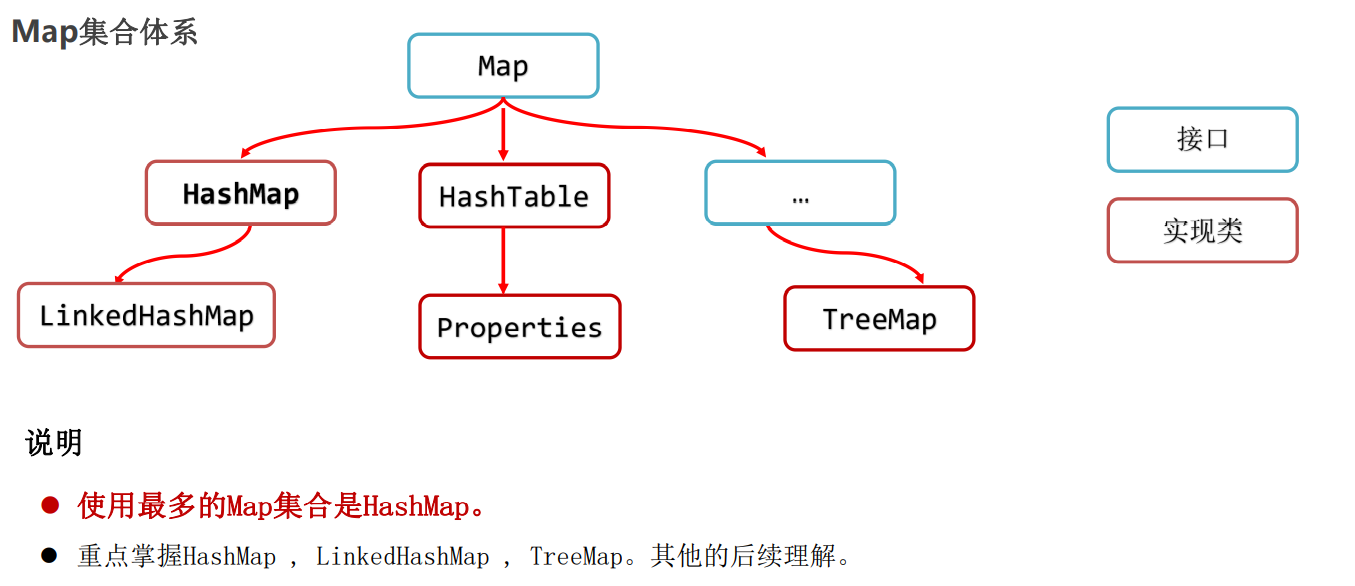 Map集合体系
Map
接口
HashMap
HashTable
…
实现类
LinkedHashMap
Properties
TreeMap
说明
● 使用最多的Map集合是HashMap。
● 重点掌握HashMap , LinkedHashMap , TreeMap。其他的后续理解。